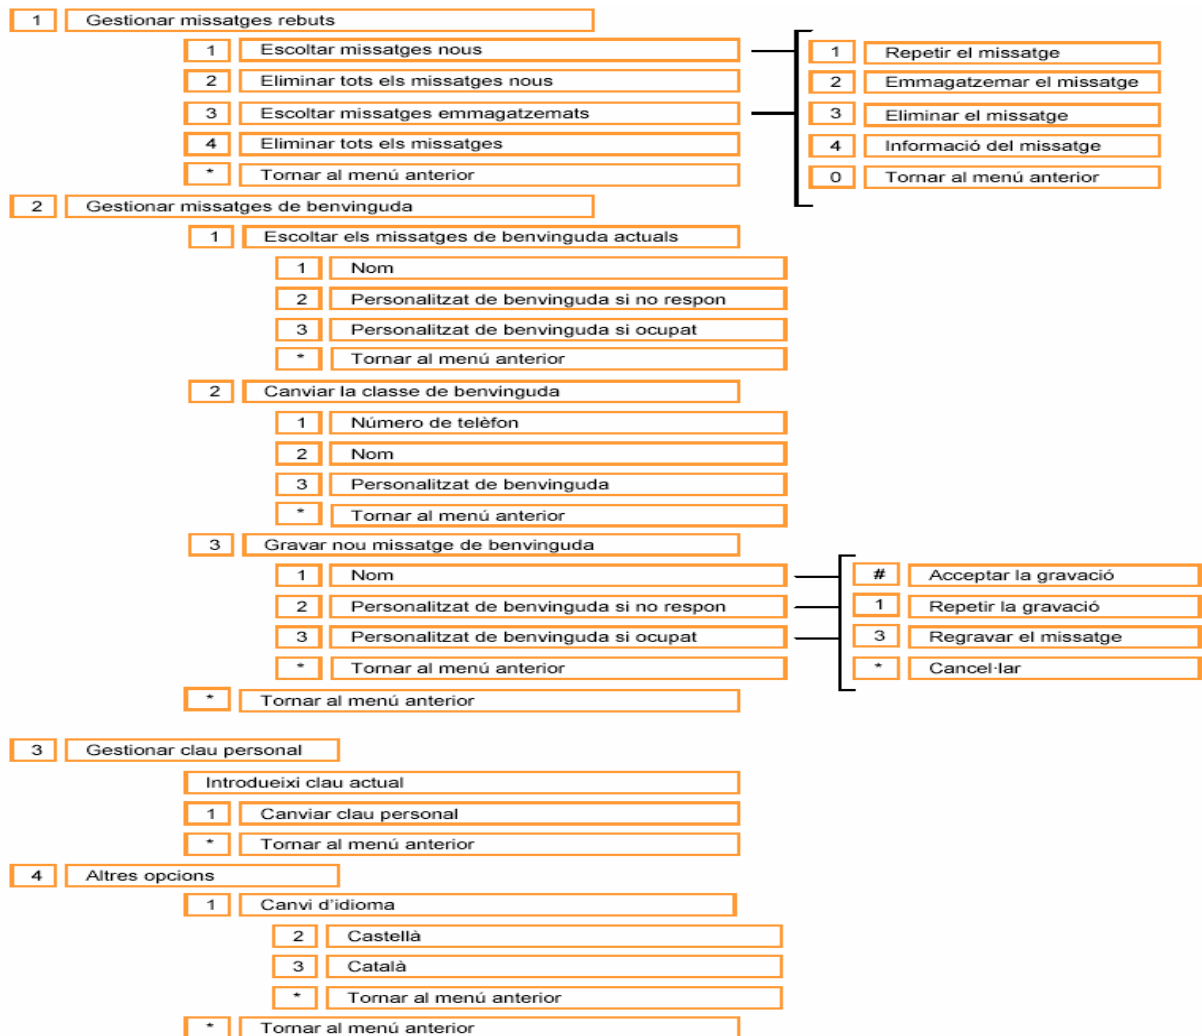 1 Gestionar missatges rebuts
1 Escoltar missatges nous
2 Eliminar tots els missatges nous
3 Escoltar missatges emmagatzemats
4 Eliminar tots els missatges
* Tornar al menú anterior
1 Repetir el missatge
2 Emmagatzemar el missatge
3 Eliminar el missatge
4 Informació del missatge
0 Tornar al menú anterior
2 Gestionar missatges de benvinguda
1 Escoltar els missatges de benvinguda actuals
1 Nom
2 Personalitzat de benvinguda si no respon
3 Personalitzat de benvinguda si ocupat
* Tornar al menú anterior
2 Canviar la classe de benvinguda
1 Número de telèfon
2 Nom
3 Personalitzat de benvinguda
* Tornar al menú anterior
3 Gravar nou missatge de benvinguda
1 Nom
2 Personalitzat de benvinguda si no respon
3 Personalitzat de benvinguda si ocupat
* Tornar al menú anterior
# Acceptar la gravació
1 Repetir la gravació
3 Regravar el missatge
* Cancel·lar
* Tornar al menú anterior
3 Gestionar clau personal
Introdueixi clau actual
1 Canviar clau personal
* Tornar al menú anterior
4 Altres opcions
1 Canvi d'idioma
2 Castellà
3 Català
* Tornar al menú anterior
* Tornar al menú anterior